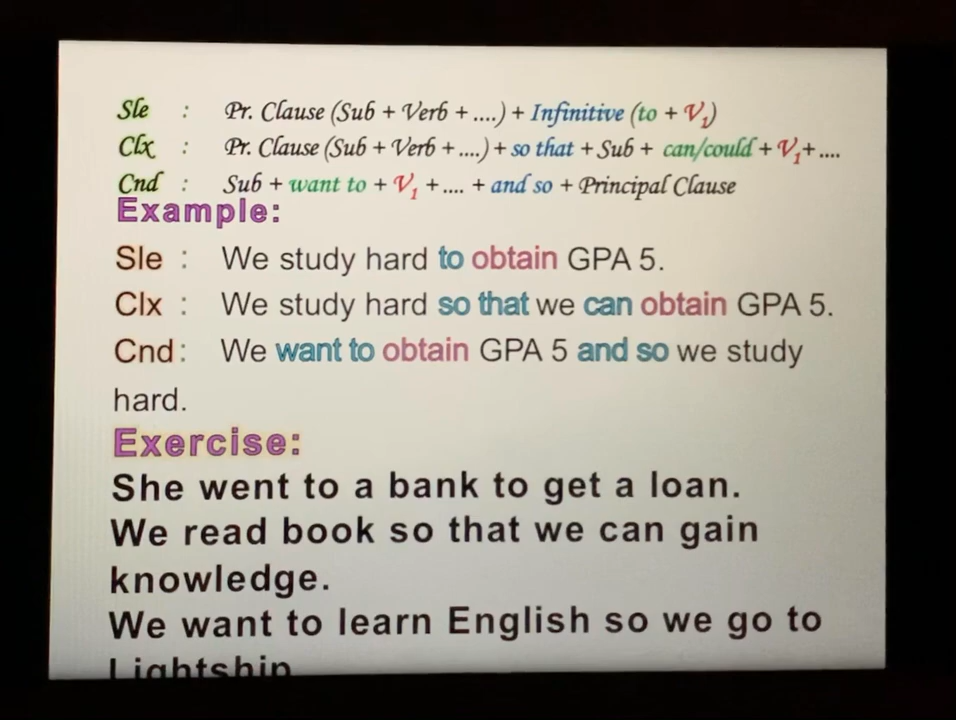 Sle : Pr. Clause (Sub + Verb + ....) + Infinitive (to + V1)
Clx : Pr. Clause (Sub + Verb + ....) + so that + Sub + can/could + V1+ ....
Cnd : Sub + want to + V1 + .... + and so + Principal Clause
Example:
Sle : We study hard to obtain GPA 5.
Clx : We study hard so that we can obtain GPA 5.
Cnd: We want to obtain GPA 5 and so we study
hard.
Exercise:
She went to a bank to get a loan.
We read book so that we can gain
knowledge.
We want to learn English so we go to
Lightship